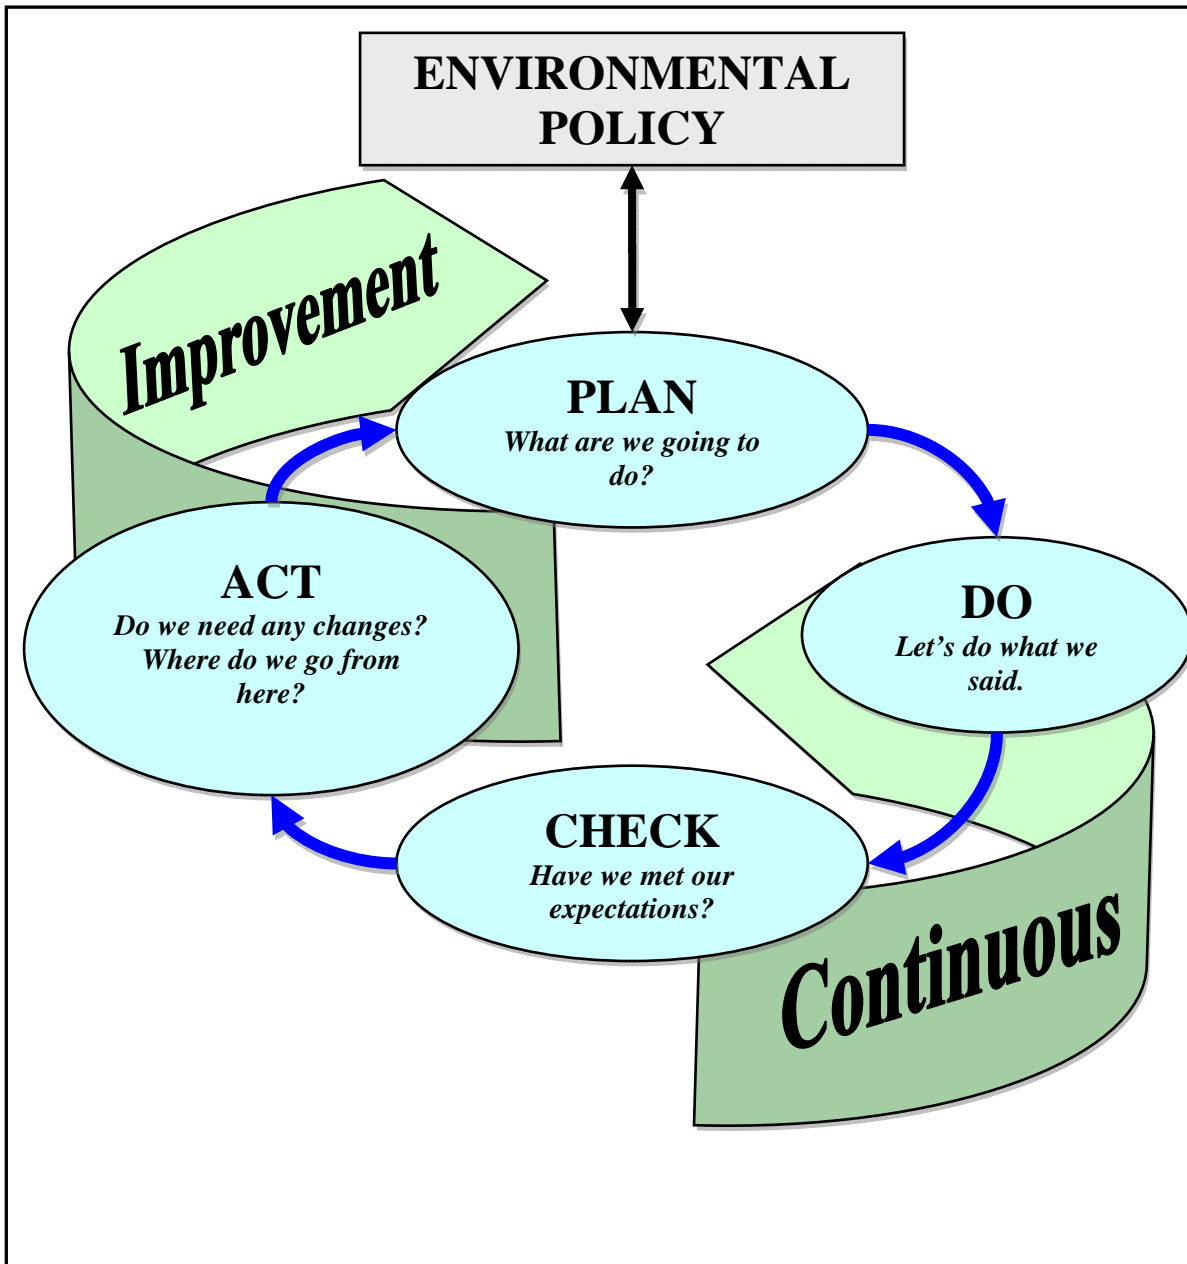 ENVIRONMENTAL
POLICY
Improvement
PLAN
What are we going to
do?
ACT
Do we need any changes?
Where do we go from
here?
DO
Let’s do what we
said.
CHECK
Have we met our
expectations?
Continuous